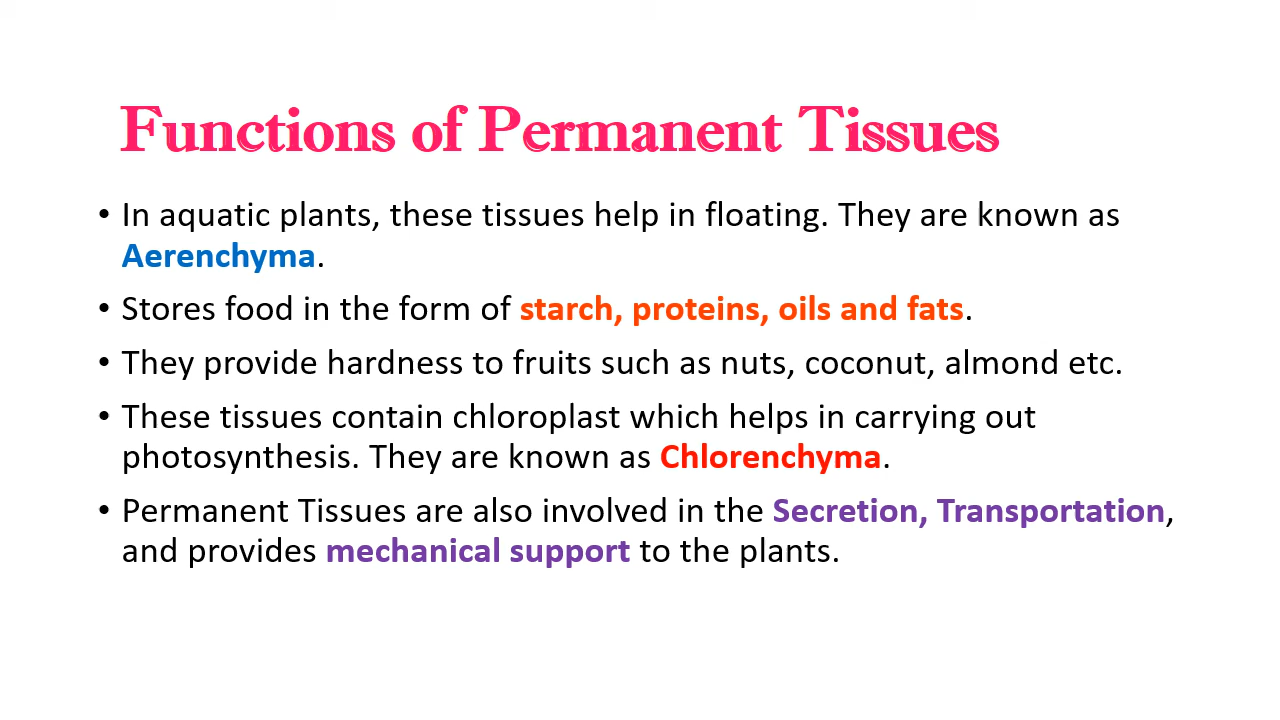 Functions of Permanent Tissues
• In aquatic plants, these tissues help in floating. They are known as
Aerenchyma.
• Stores food in the form of starch, proteins, oils and fats.
• They provide hardness to fruits such as nuts, coconut, almond etc.
• These tissues contain chloroplast which helps in carrying out
photosynthesis. They are known as Chlorenchyma.
• Permanent Tissues are also involved in the Secretion, Transportation,
and provides mechanical support to the plants.